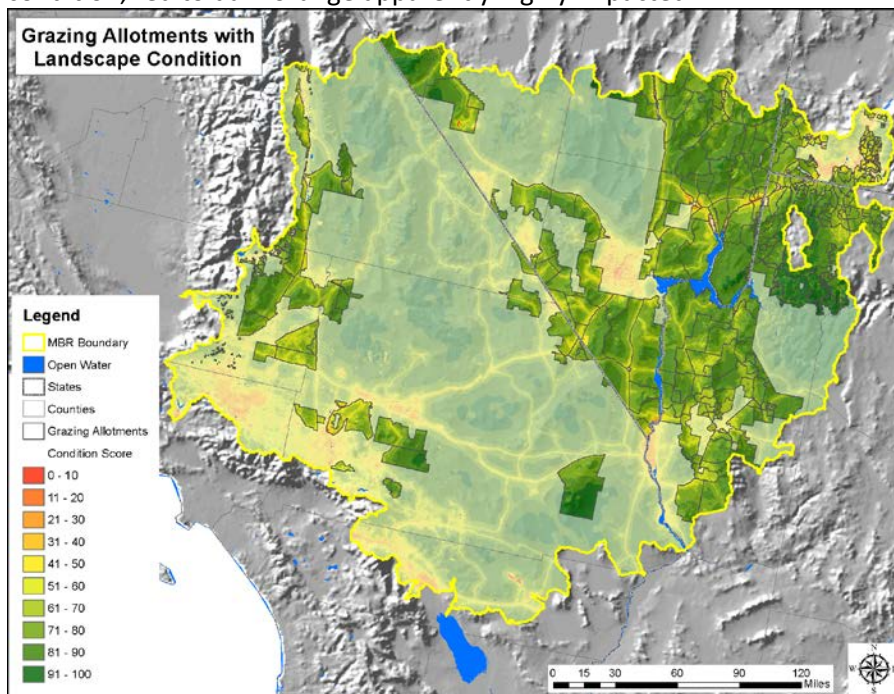 Grazing Allotments with
Landscape Condition
Legend
MBR Boundary
Open Water
States
Counties
Grazing Allotments
Condition Score
0 - 10
11 - 20
21 - 30
31 - 40
41 - 50
51 - 60
61 - 70
71 - 80
81 - 90
91 - 100
0 15 30 60 90 120
Miles
N
W
S